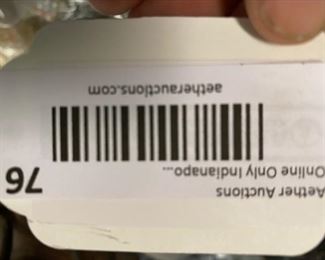 Aether Auctions
Online Only Indianapo...
76
aetherauctions.com